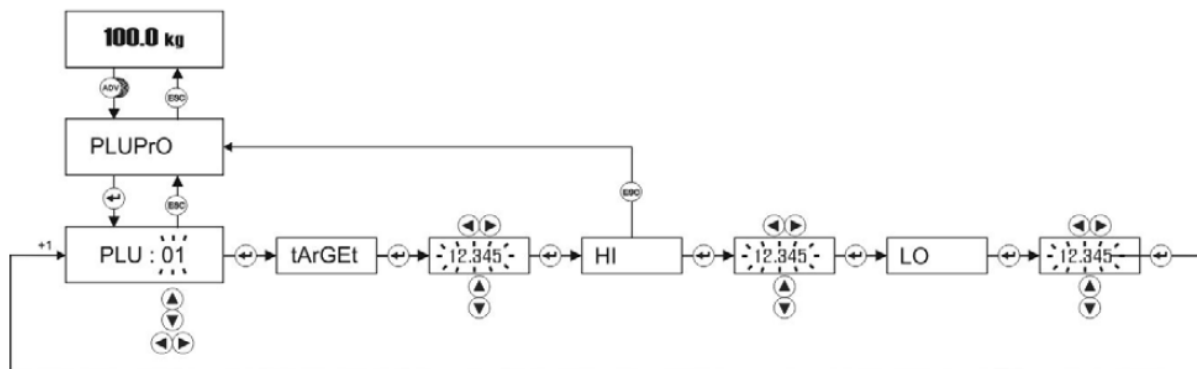 100.0 kg
ADV
ESC
PLUPrO
ESC
ESC
+1
PLU : 01
tArGEt
12.345
HI
12.345
LO
12.345